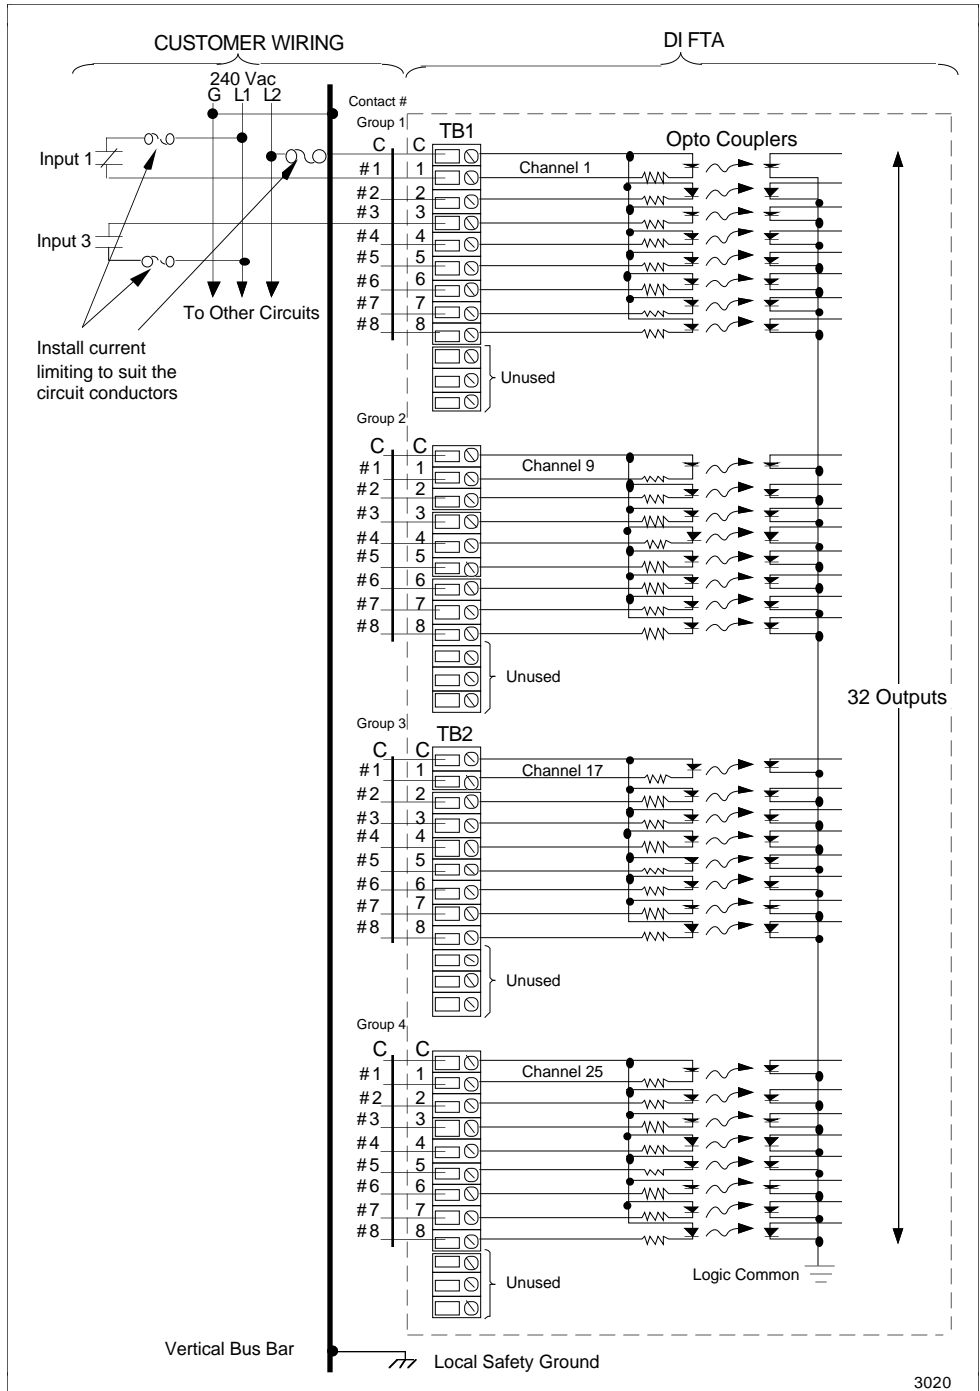 CUSTOMER WIRING
DI FTA
240 Vac
G L1 L2
Contact #
Group 1
TB1
Opto Couplers
C C
Input 1
#1 1 Channel 1
#2 2
#3 3
Input 3
#4 4
#5 5
#6 6
#7 7
To Other Circuits
#8 8
Install current
limiting to suit the
circuit conductors
Unused
Group 2
C C
#1 1 Channel 9
#2 2
#3 3
#4 4
#5 5
#6 6
#7 7
#8 8
Unused
32 Outputs
Group 3
TB2
C C
#1 1 Channel 17
#2 2
#3 3
#4 4
#5 5
#6 6
#7 7
#8 8
Unused
Group 4
C C
#1 1 Channel 25
#2 2
#3 3
#4 4
#5 5
#6 6
#7 7
#8 8
Logic Common
Unused
Vertical Bus Bar
Local Safety Ground
3020